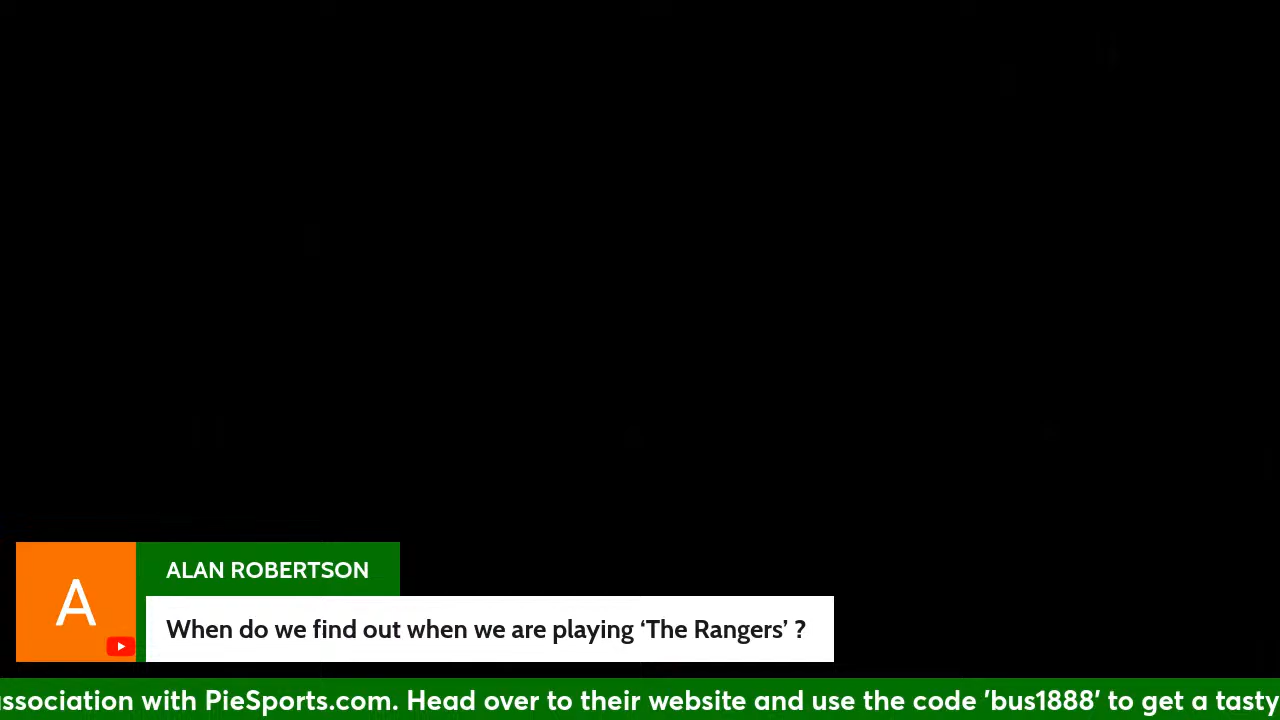 A
ALAN ROBERTSON
When do we find out when we are playing ‘The Rangers’ ?
ssociation with PieSports.com. Head over to their website and use the code 'bus1888' to get a tasty